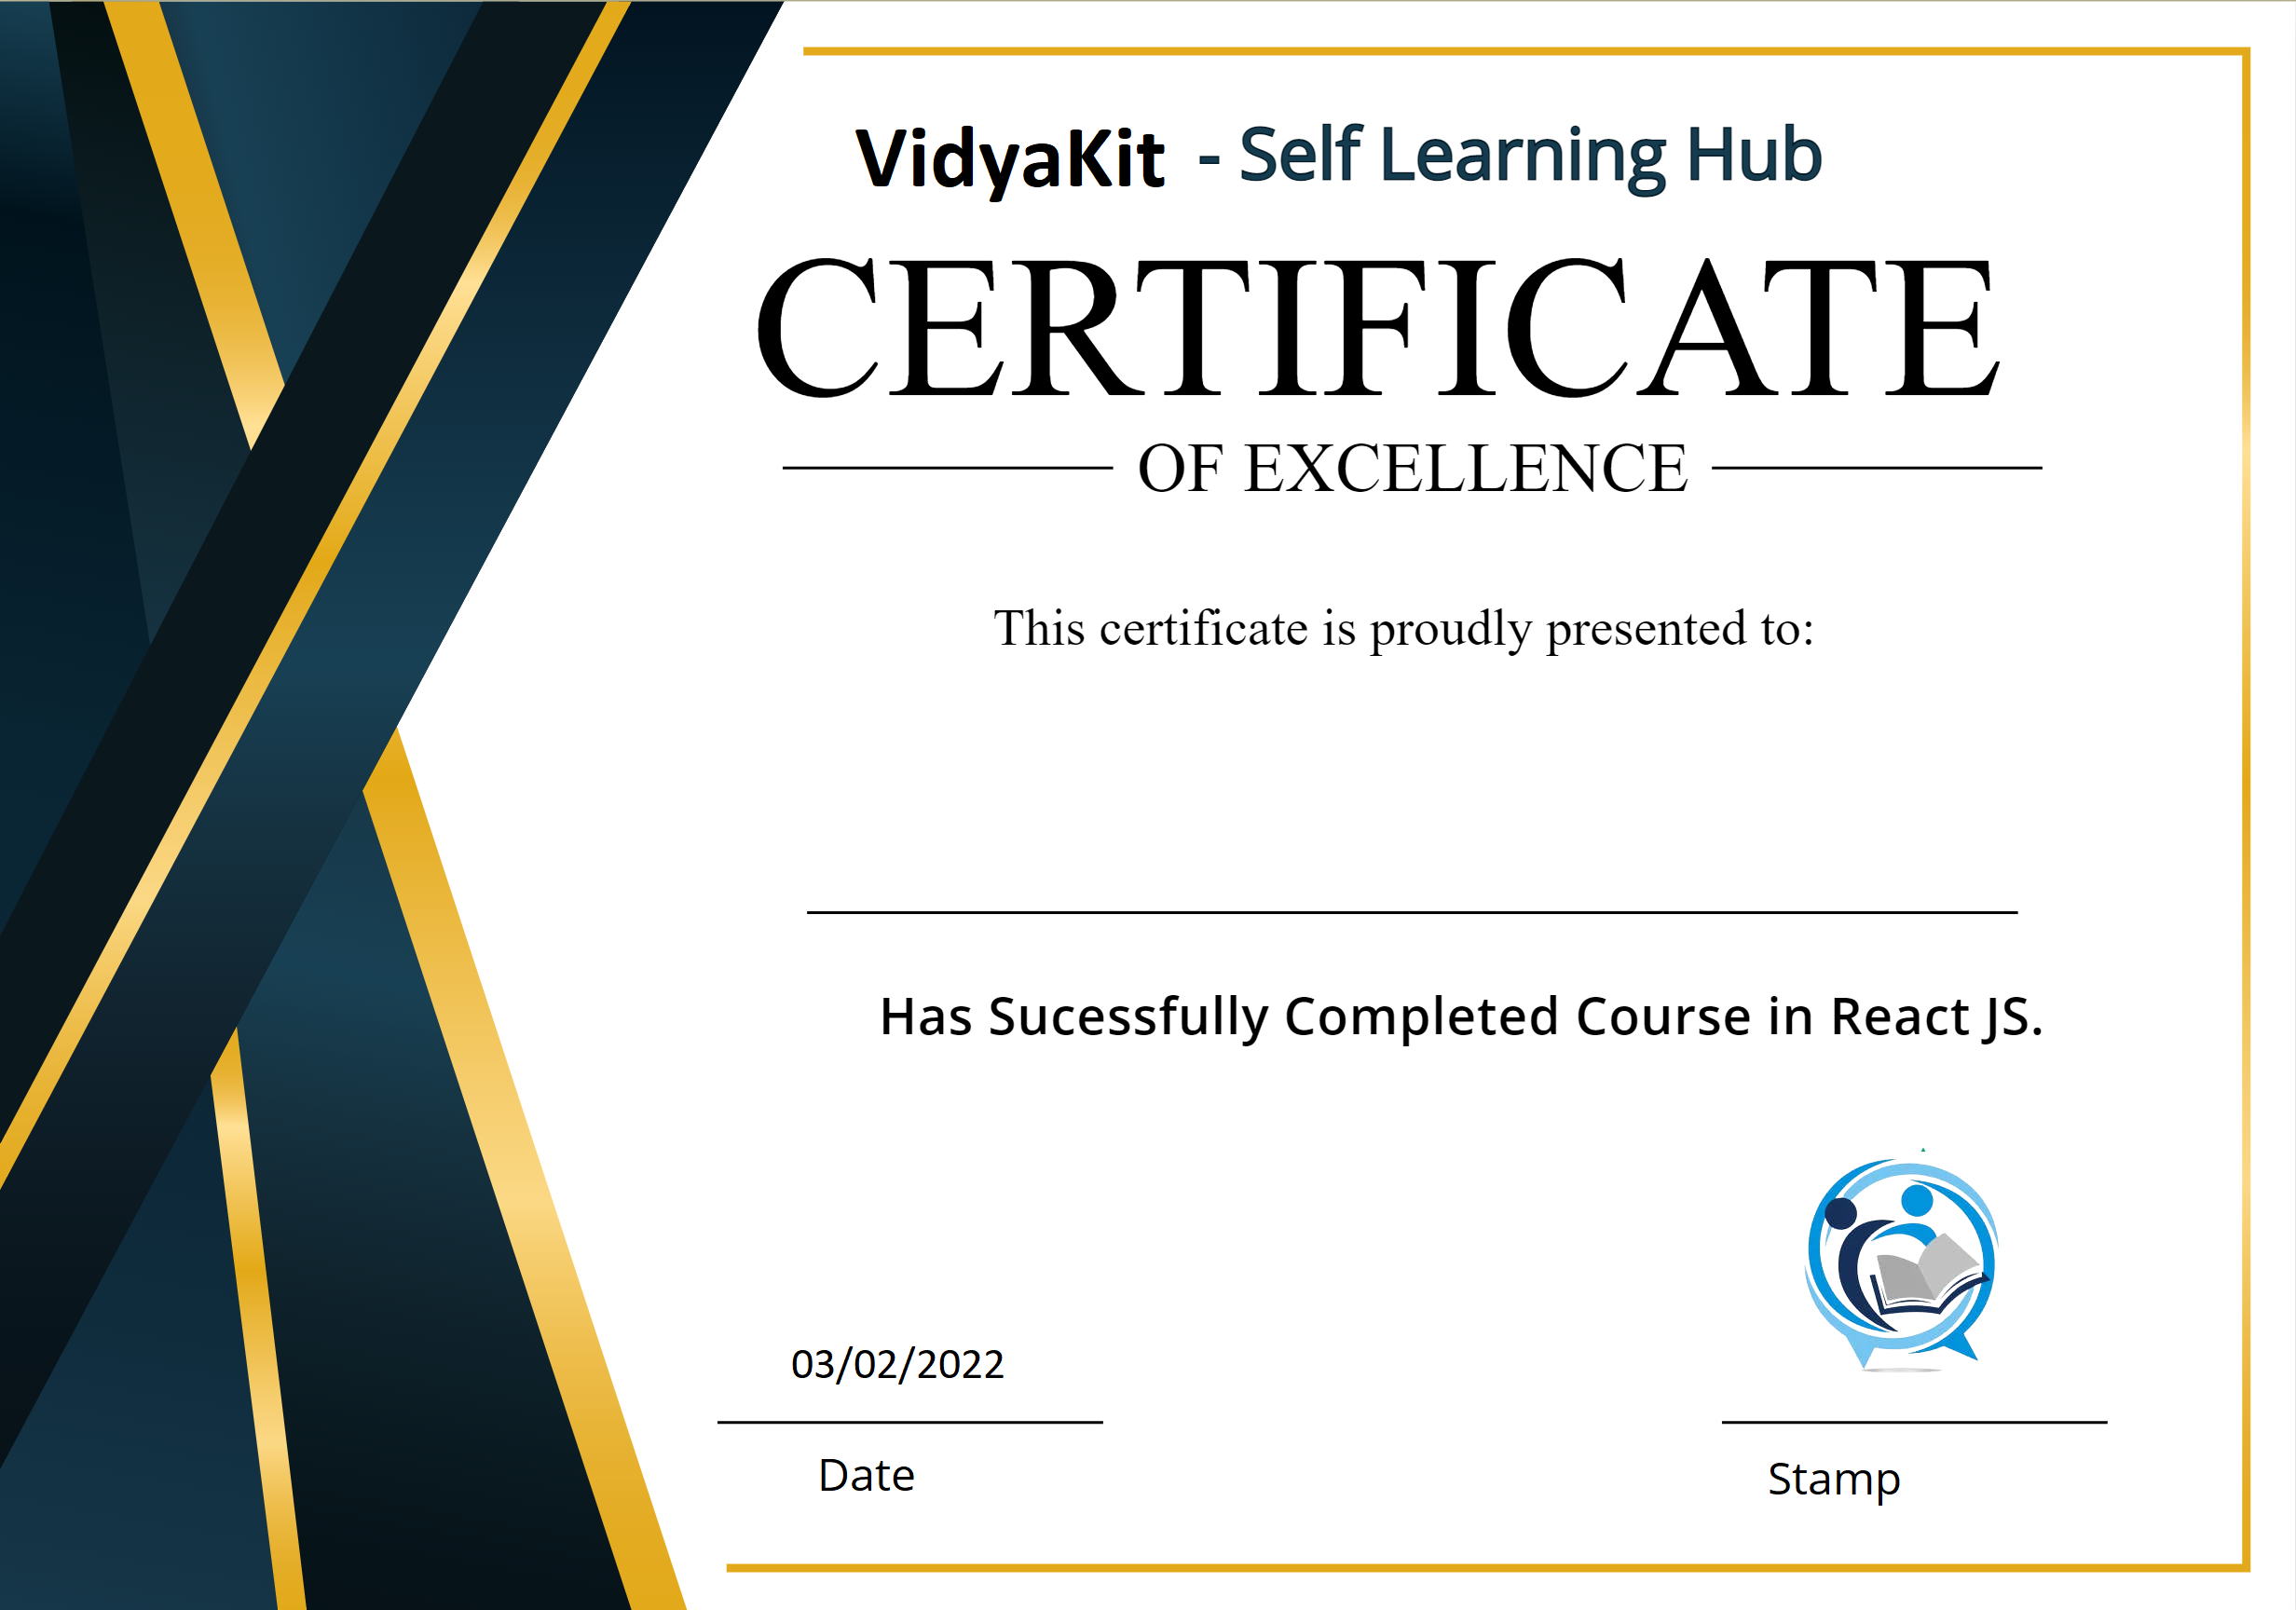 VidyaKit - Self Learning Hub
CERTIFICATE
OF EXCELLENCE
This certificate is proudly presented to:
Has Sucessfully Completed Course in React JS.
03/02/2022
Date
Stamp